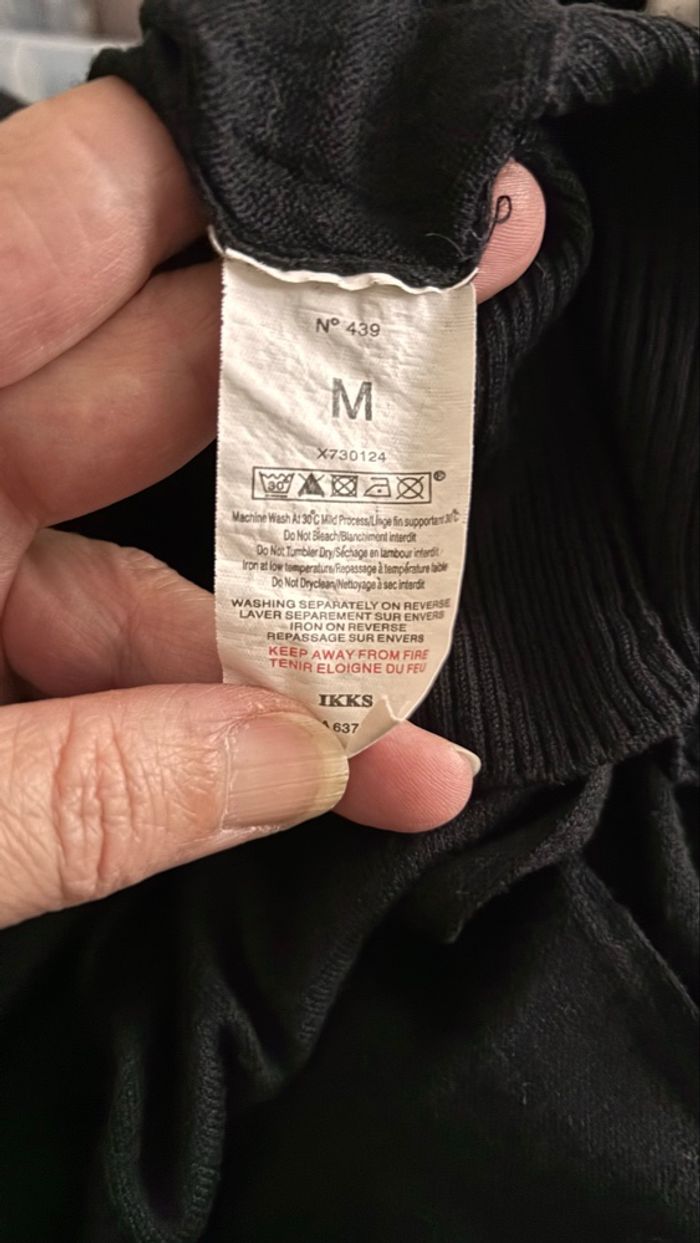 Nº 439
M
X730124
30 ®
Machine Wash At 30°C Mild Process/Linge fin supportant 30°C
Do Not Bleach/Blanchiment interdit
Do Not Tumbler Dry/Séchage en tambour interdit
Iron at low temperature/Repassage à température faible
Do Not Dryclean/Nettoyage à sec interdit
WASHING SEPARATELY ON REVERSE
LAVER SEPAREMENT SUR ENVERS
IRON ON REVERSE
REPASSAGE SUR ENVERS
KEEP AWAY FROM FIRE
TENIR ELOIGNE DU FEU
IKKS
637